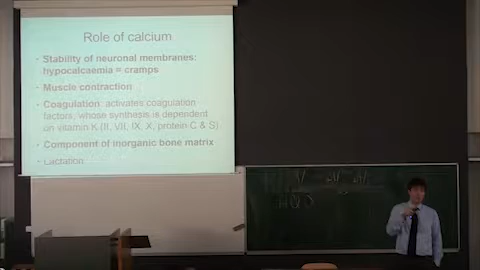 Role of calcium
• Stability of neuronal membranes:
hypocalcaemia = cramps
• Muscle contraction
• Coagulation: activates coagulation
factors, whose synthesis is dependent
on vitamin K (II, VII, IX, X, protein C & S)
• Component of inorganic bone matrix
• Lactation